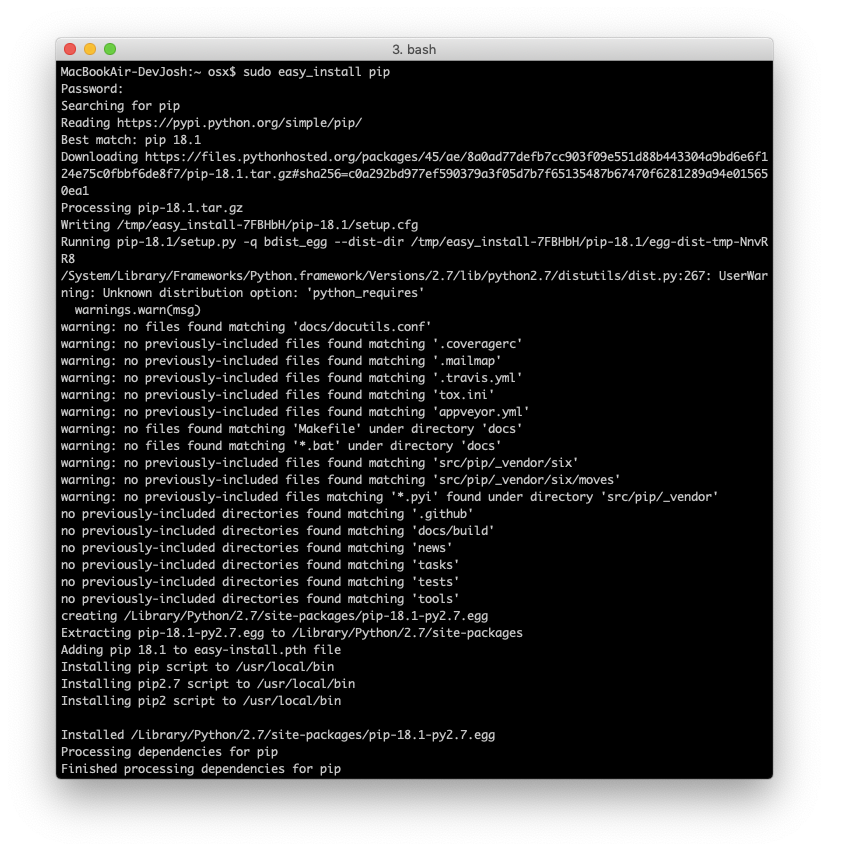 3. bash
MacBookAir-DevJosh:~ osx$ sudo easy_install pip
Password:
Searching for pip
Reading https://pypi.python.org/simple/pip/
Best match: pip 18.1
Downloading https://files.pythonhosted.org/packages/45/ae/8a0ad77defb7cc903f09e551d88b443304a9bd6e6f1
24e75c0fbbf6de8f7/pip-18.1.tar.gz#sha256=c0a292bd977ef590379a3f05d7b7f65135487b67470f6281289a94e01565
0ea1
Processing pip-18.1.tar.gz
Writing /tmp/easy_install-7FBHbH/pip-18.1/setup.cfg
Running pip-18.1/setup.py -q bdist_egg --dist-dir /tmp/easy_install-7FBHbH/pip-18.1/egg-dist-tmp-NnvR
R8
/System/Library/Frameworks/Python.framework/Versions/2.7/lib/python2.7/distutils/dist.py:267: UserWar
ning: Unknown distribution option: 'python_requires'
  warnings.warn(msg)
warning: no files found matching 'docs/docutils.conf'
warning: no previously-included files found matching '.coveragerc'
warning: no previously-included files found matching '.mailmap'
warning: no previously-included files found matching '.travis.yml'
warning: no previously-included files found matching 'tox.ini'
warning: no previously-included files found matching 'appveyor.yml'
warning: no files found matching 'Makefile' under directory 'docs'
warning: no files found matching '*.bat' under directory 'docs'
warning: no previously-included files found matching 'src/pip/_vendor/six'
warning: no previously-included files found matching 'src/pip/_vendor/six/moves'
warning: no previously-included files matching '*.pyi' found under directory 'src/pip/_vendor'
no previously-included directories found matching '.github'
no previously-included directories found matching 'docs/build'
no previously-included directories found matching 'news'
no previously-included directories found matching 'tasks'
no previously-included directories found matching 'tests'
no previously-included directories found matching 'tools'
creating /Library/Python/2.7/site-packages/pip-18.1-py2.7.egg
Extracting pip-18.1-py2.7.egg to /Library/Python/2.7/site-packages
Adding pip 18.1 to easy-install.pth file
Installing pip script to /usr/local/bin
Installing pip2.7 script to /usr/local/bin
Installing pip2 script to /usr/local/bin

Installed /Library/Python/2.7/site-packages/pip-18.1-py2.7.egg
Processing dependencies for pip
Finished processing dependencies for pip